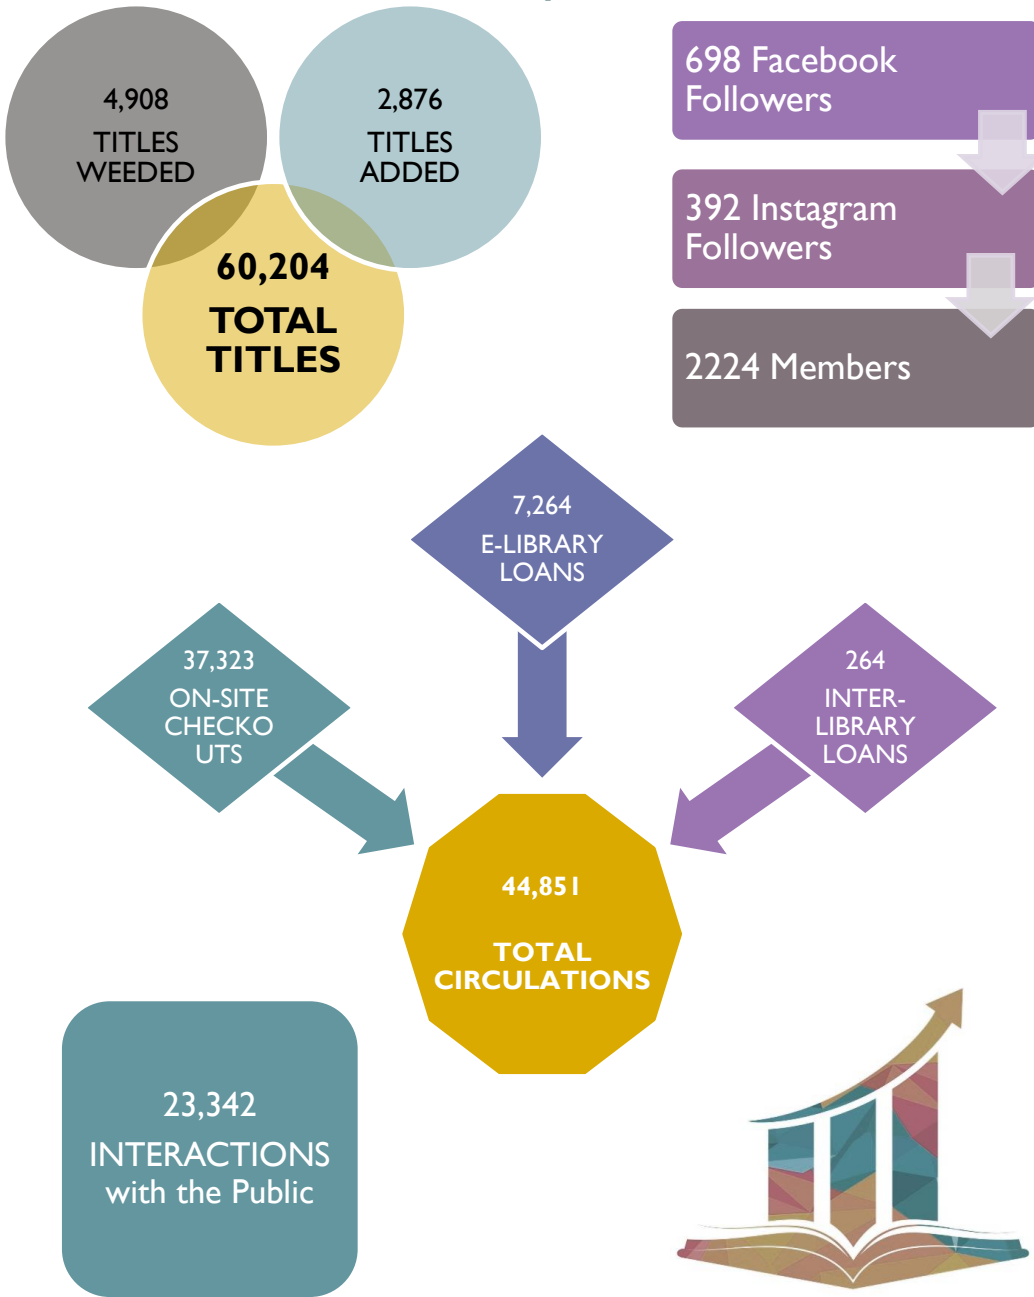 4,908
TITLES
WEEDED
2,876
TITLES
ADDED
60,204
TOTAL
TITLES
698 Facebook
Followers
392 Instagram
Followers
2224 Members
7,264
E-LIBRARY
LOANS
37,323
ON-SITE
CHECKO
UTS
264
INTER-
LIBRARY
LOANS
44,851
TOTAL
CIRCULATIONS
23,342
INTERACTIONS
with the Public